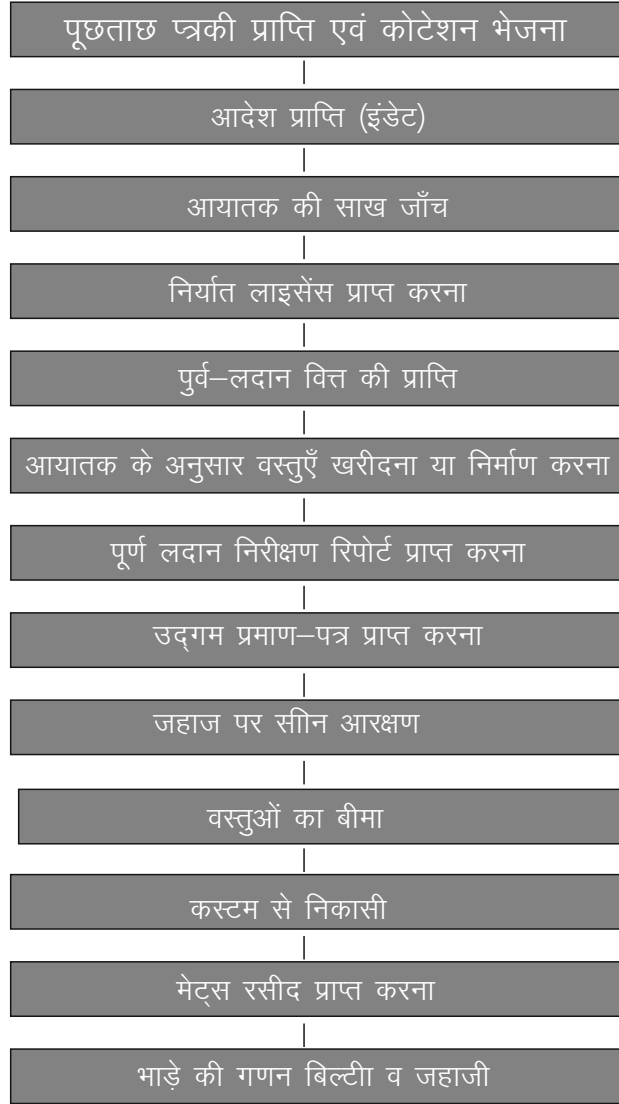 पूछताछ प्त्रकी प्राप्ति एवं कोटेशन भेजना
आदेश प्राप्ति (इंडेट)
आयातक की साख जाँच
निर्यात लाइसेंस प्राप्त करना
पुर्व–लदान वित्त की प्राप्ति
आयातक के अनुसार वस्तुएँ खरीदना या निर्माण करना
पूर्ण लदान निरीक्षण रिपोर्ट प्राप्त करना
उद्गम प्रमाण–पत्र प्राप्त करना
जहाज पर साीन आरक्षण
वस्तुओं का बीमा
कस्टम से निकासी
मेट्स रसीद प्राप्त करना
भाड़े की गणन बिल्टीा व जहाजी